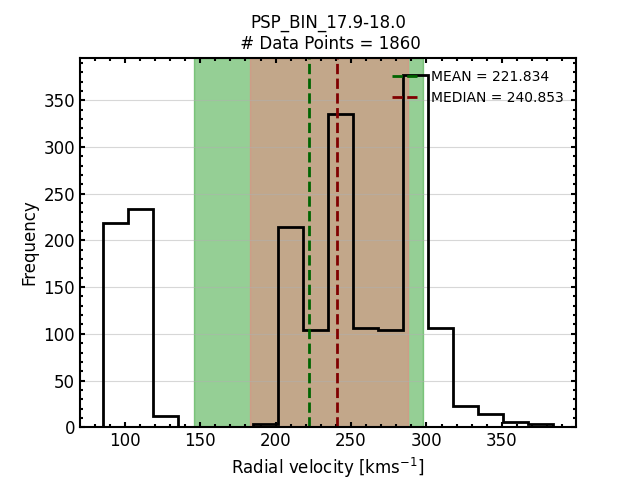 PSP_BIN_17.9-18.0
# Data Points = 1860
MEAN = 221.834
MEDIAN = 240.853
350
300
250
200
150
100
50
0
Frequency
100 150 200 250 300 350
Radial velocity [kms⁻¹]